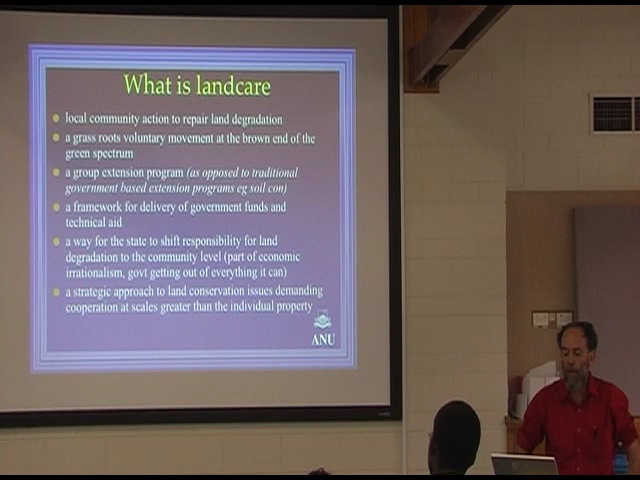 What is landcare
local community action to repair land degradation
a grass roots voluntary movement at the brown end of the
green spectrum
a group extension program (as opposed to traditional
government based extension programs eg soil con)
a framework for delivery of government funds and
technical aid
a way for the state to shift responsibility for land
degradation to the community level (part of economic
irrationalism, govt getting out of everything it can)
a strategic approach to land conservation issues demanding
cooperation at scales greater than the individual property
ANU